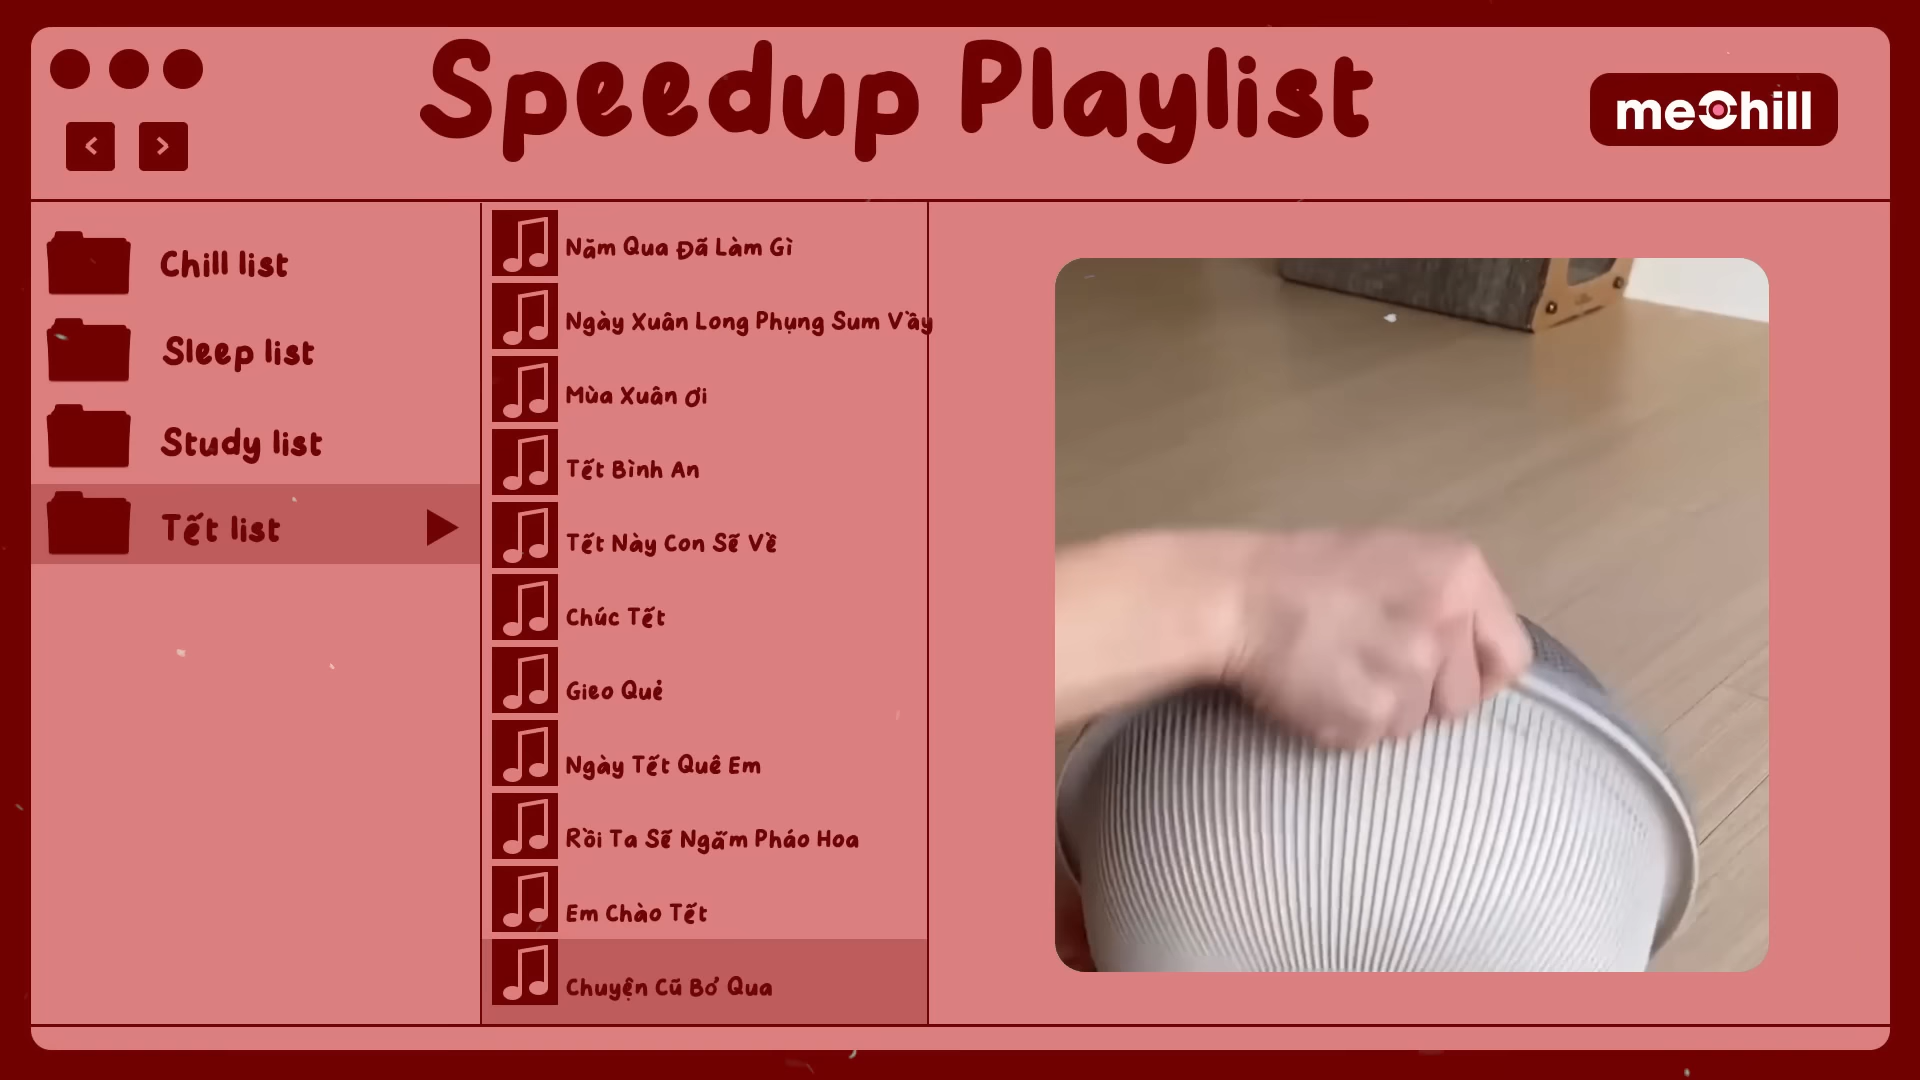 Speedup Playlist
meChill
Chill list
Sleep list
Study list
Tết list
Năm Qua Đã Làm Gì
Ngày Xuân Long Phụng Sum Vầy
Mùa Xuân ơi
Tết Bình An
Tết Này Con Sẽ Về
Chúc Tết
Gieo Quẻ
Ngày Tết Quê Em
Rồi Ta Sẽ Ngắm Pháo Hoa
Em Chào Tết
Chuyện Cũ Bỏ Qua